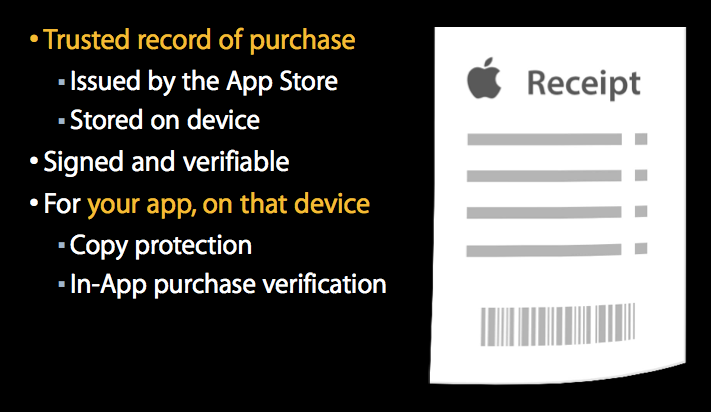 • Trusted record of purchase
▪ Issued by the App Store
▪ Stored on device
• Signed and verifiable
• For your app, on that device
▪ Copy protection
▪ In-App purchase verification
Receipt